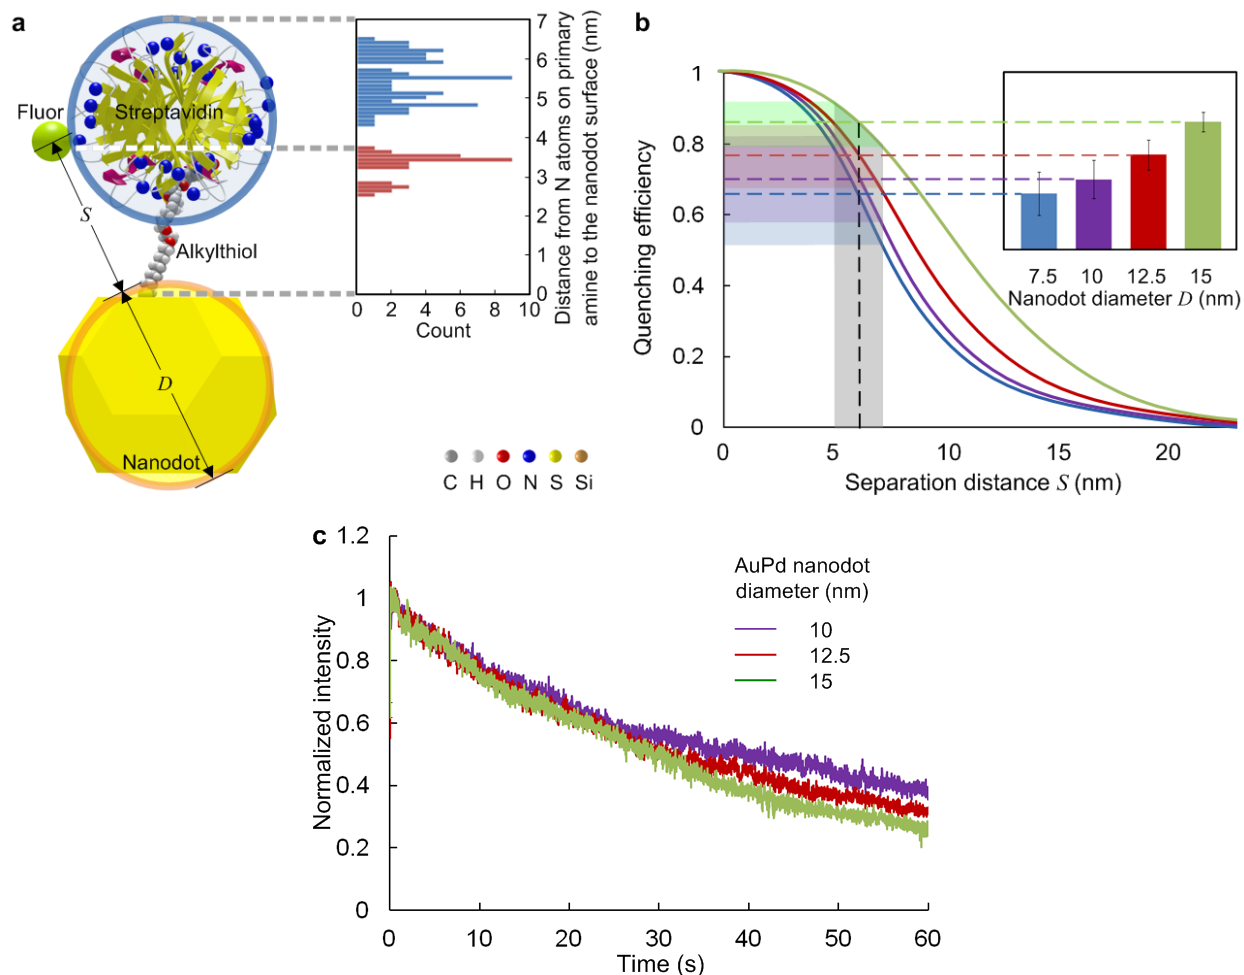 a
Fluor
Streptavidin
S
Alkylthiol
D
Nanodot
7
6
5
4
3
2
1
0
0 2 4 6 8 10
Count
Distance from N atoms on primary
amine to the nanodot surface (nm)
C H O N S Si
b
1
0.8
0.6
0.4
0.2
0
Quenching efficiency
0 5 10 15 20
Separation distance S (nm)
7.5 10 12.5 15
Nanodot diameter D (nm)
c
1.2
1
0.8
0.6
0.4
0.2
0
Normalized intensity
0 10 20 30 40 50 60
Time (s)
AuPd nanodot
diameter (nm)
10
12.5
15